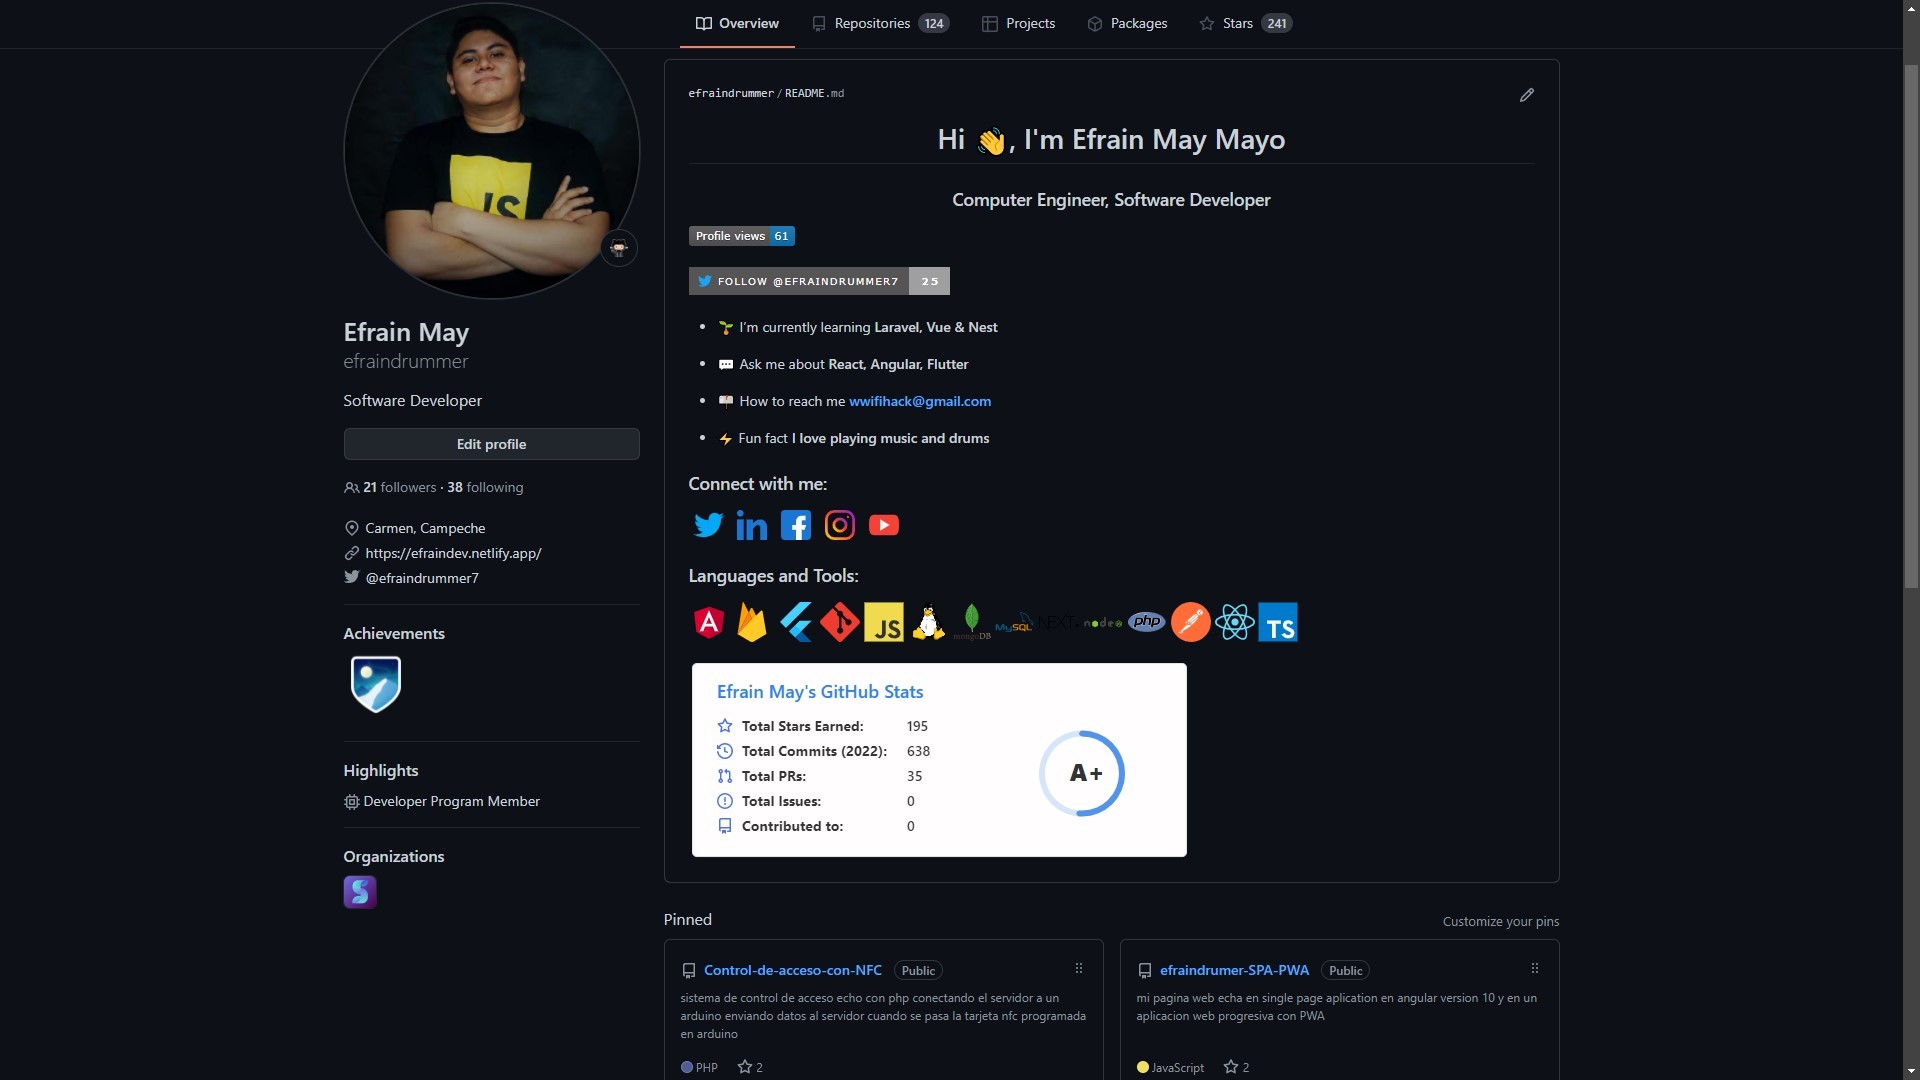 Overview
Repositories 124
Projects
Packages
Stars 241
JS
Efrain May
efraindrummer
Software Developer
Edit profile
21 followers · 38 following
Carmen, Campeche
https://efraindev.netlify.app/
@efraindrummer7
Achievements
Highlights
Developer Program Member
Organizations
S
efraindrummer/README.md
Hi 👋, I'm Efrain May Mayo
Computer Engineer, Software Developer
Profile views 61
FOLLOW @EFRAINDRUMMER7 25
• 🌱 I’m currently learning Laravel, Vue & Nest
• 💬 Ask me about React, Angular, Flutter
• 📫 How to reach me wwifihack@gmail.com
• ⚡ Fun fact I love playing music and drums
Connect with me:
in
Languages and Tools:
A JS mongoDB MySQL NEXT. node php TS
Efrain May's GitHub Stats
Total Stars Earned: 195
Total Commits (2022): 638
Total PRs: 35
Total Issues: 0
Contributed to: 0
A+
Pinned
Customize your pins
Control-de-acceso-con-NFC Public
sistema de control de acceso echo con php conectando el servidor a un
arduino enviando datos al servidor cuando se pasa la tarjeta nfc programada
en arduino
PHP 2
efraindrumer-SPA-PWA Public
mi pagina web echa en single page aplication en angular version 10 y en un
aplicacion web progresiva con PWA
JavaScript 2